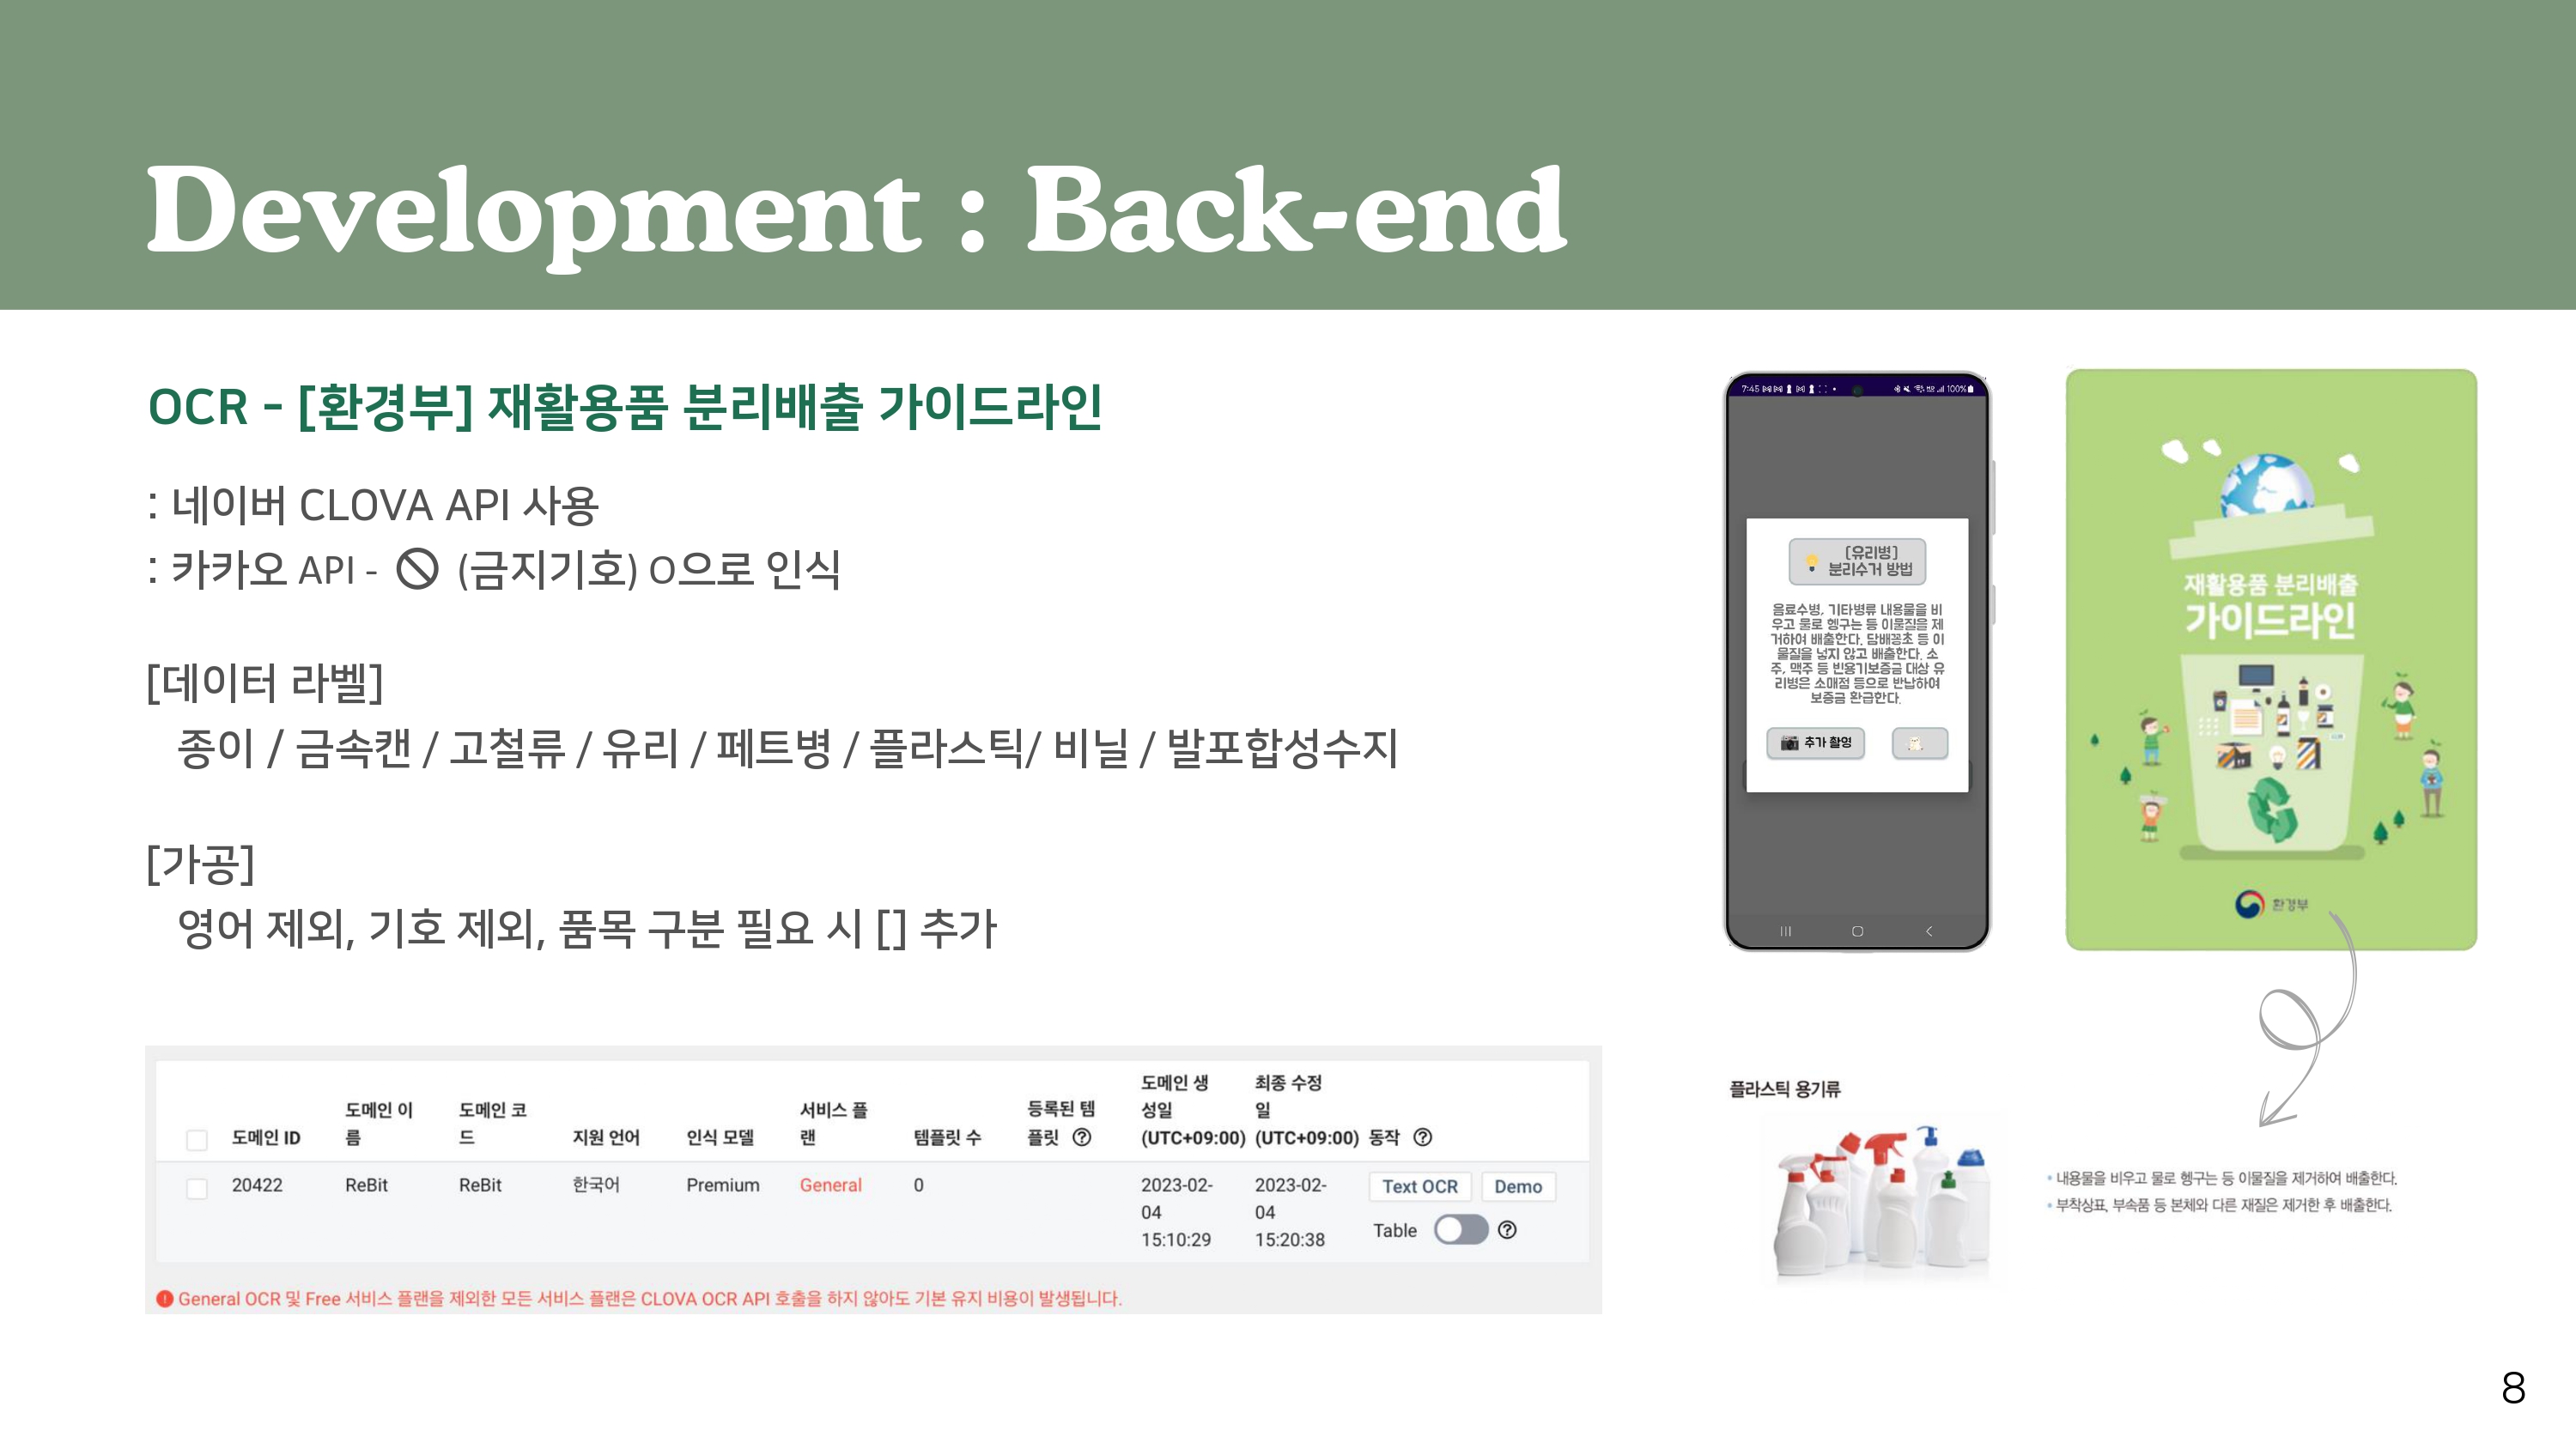 Development : Back-end
OCR - [환경부] 재활용품 분리배출 가이드라인
: 네이버 CLOVA API 사용
: 카카오 API - 🚫 (금지기호) O으로 인식
[데이터 라벨]
종이 / 금속캔 / 고철류 / 유리 / 페트병 / 플라스틱/ 비닐 / 발포합성수지
[가공]
영어 제외, 기호 제외, 품목 구분 필요 시 [] 추가
도메인 ID
도메인 이
름
도메인 코
드
지원 언어
인식 모델
서비스 플
랜
템플릿 수
등록된 템
플릿 ?
도메인 생
성일
(UTC+09:00)
최종 수정
일
(UTC+09:00)
동작 ?
20422
ReBit
ReBit
한국어
Premium
General
0
2023-02-
04
15:10:29
2023-02-
04
15:20:38
Text OCR
Demo
Table ?
! General OCR 및 Free 서비스 플랜을 제외한 모든 서비스 플랜은 CLOVA OCR API 호출을 하지 않아도 기본 유지 비용이 발생됩니다.
7:45
100%
[유리병]
분리수거 방법
음료수병, 기타병류 내용물을 비
우고 물로 헹구는 등 이물질을 제
거하여 배출한다. 담배꽁초 등 이
물질을 넣지 않고 배출한다. 소
주, 맥주 등 빈용기보증금 대상 유
리병은 소매점 등으로 반납하여
보증금 환급한다.
추가 촬영
재활용품 분리배출
가이드라인
환경부
플라스틱 용기류
• 내용물을 비우고 물로 헹구는 등 이물질을 제거하여 배출한다.
• 부착상표, 부속품 등 본체와 다른 재질은 제거한 후 배출한다.
8